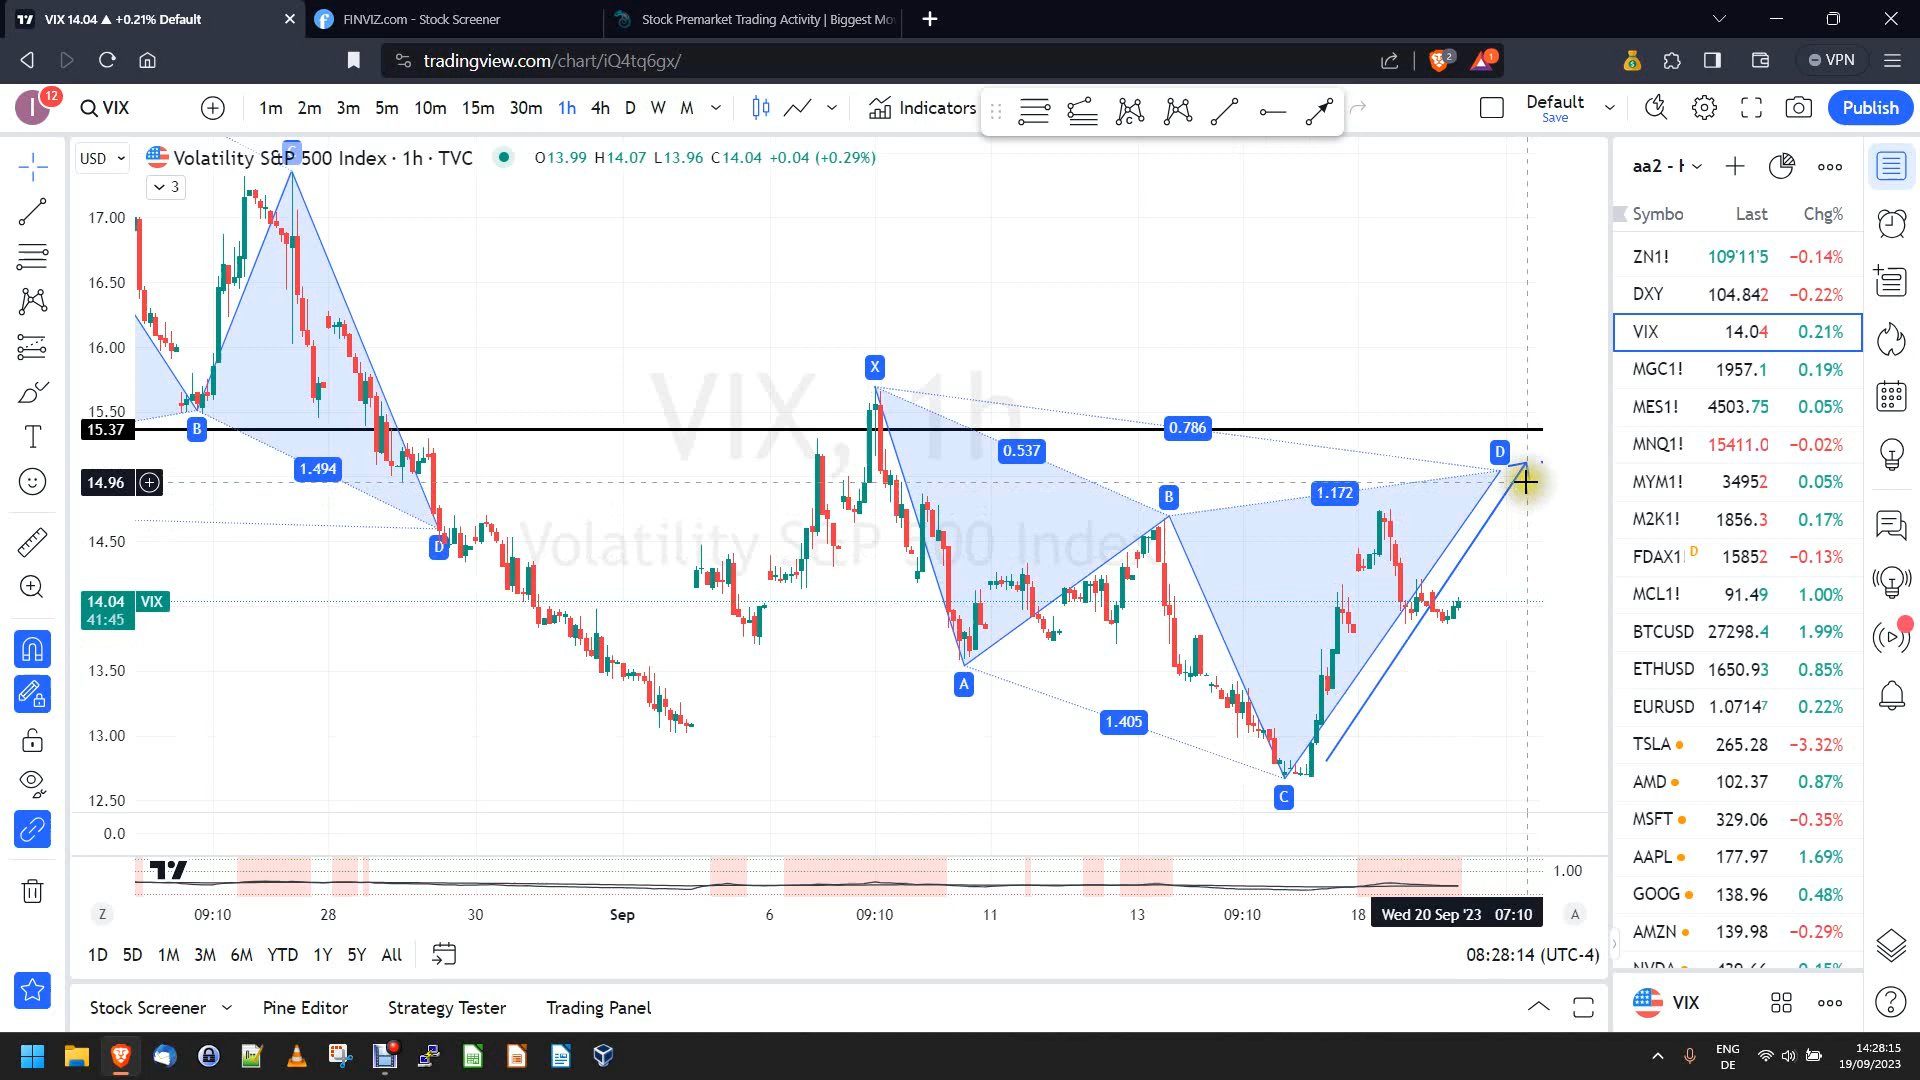 VIX 14.04 ▲ +0.21% Default
FINVIZ.com - Stock Screener
Stock Premarket Trading Activity | Biggest Mo
tradingview.com/chart/iQ4tq6gx/
2
1
VPN
I
12
VIX
1m 2m 3m 5m 10m 15m 30m 1h 4h D W M
Indicators
Default
Save
Publish
USD
Volatility S&P 500 Index · 1h · TVC
O13.99 H14.07 L13.96 C14.04 +0.04 (+0.29%)
3
VIX, 1h
Volatility S&P 500 Index
17.00
16.50
16.00
15.50
15.37
14.96
14.50
14.04 VIX
41:45
13.50
13.00
12.50
0.0
B
1.494
D
X
0.786
0.537
D
B
1.172
A
1.405
C
1.00
Z
09:10 28 30 Sep 6 09:10 11 13 09:10 18 Wed 20 Sep '23 07:10
A
1D 5D 1M 3M 6M YTD 1Y 5Y All
08:28:14 (UTC-4)
Stock Screener
Pine Editor
Strategy Tester
Trading Panel
Symbo Last Chg%
ZN1! 109'11'5 −0.14%
DXY 104.842 −0.22%
VIX 14.04 0.21%
MGC1! 1957.1 0.19%
MES1! 4503.75 0.05%
MNQ1! 15411.0 −0.02%
MYM1! 34952 0.05%
M2K1! 1856.3 0.17%
FDAX1 D 15852 −0.13%
MCL1! 91.49 1.00%
BTCUSD 27298.4 1.99%
ETHUSD 1650.93 0.85%
EURUSD 1.07147 0.22%
TSLA 265.28 −3.32%
AMD 102.37 0.87%
MSFT 329.06 −0.35%
AAPL 177.97 1.69%
GOOG 138.96 0.48%
AMZN 139.98 −0.29%
VIX
ENG
DE
14:28:15
19/09/2023